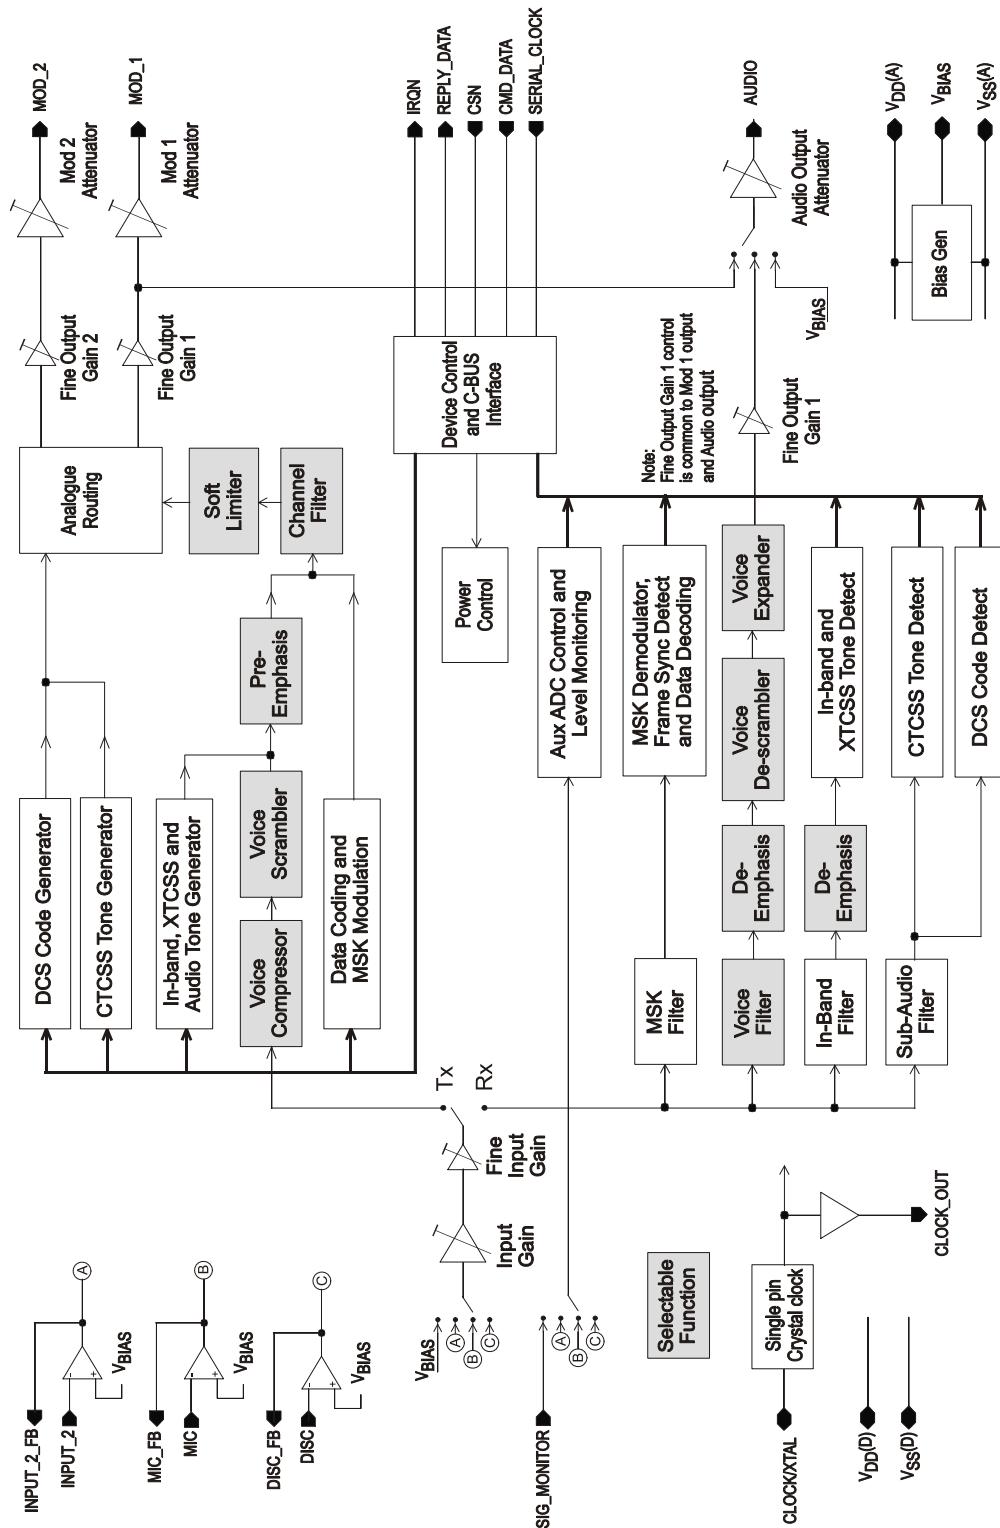 INPUT_2_FB
INPUT_2
-
+
VBIAS
A
MIC_FB
MIC
-
+
VBIAS
B
DISC_FB
DISC
-
+
VBIAS
C
VBIAS
A
B
C
Input
Gain
Fine
Input
Gain
Tx
Rx
SIG_MONITOR
A
B
C
Selectable
Function
CLOCK/XTAL
Single pin
Crystal clock
CLOCK_OUT
VDD(D)
VSS(D)
DCS Code Generator
CTCSS Tone Generator
In-band, XTCSS and
Audio Tone Generator
Voice
Compressor
Voice
Scrambler
Pre-
Emphasis
Data Coding and
MSK Modulation
Channel
Filter
Soft
Limiter
Analogue
Routing
Fine Output
Gain 2
Fine Output
Gain 1
Mod 2
Attenuator
Mod 1
Attenuator
MOD_2
MOD_1
Power
Control
Device Control
and C-BUS
Interface
IRQN
REPLY_DATA
CSN
CMD_DATA
SERIAL_CLOCK
Aux ADC Control and
Level Monitoring
MSK
Filter
MSK Demodulator,
Frame Sync Detect
and Data Decoding
Note:
Fine Output Gain 1 control
is common to Mod 1 output
and Audio output
Voice
Filter
De-
Emphasis
Voice
De-scrambler
Voice
Expander
Fine Output
Gain 1
VBIAS
Audio Output
Attenuator
AUDIO
In-Band
Filter
De-
Emphasis
In-band and
XTCSS Tone Detect
Sub-Audio
Filter
CTCSS Tone Detect
DCS Code Detect
Bias Gen
VDD(A)
VBIAS
VSS(A)